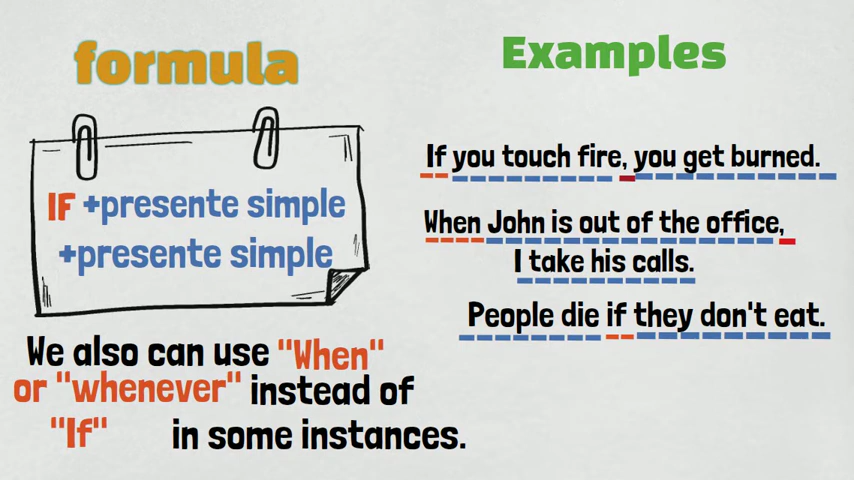 formula
IF +presente simple
+presente simple
We also can use "When"
or "whenever" instead of
"If" in some instances.
Examples
If you touch fire, you get burned.
When John is out of the office,
I take his calls.
People die if they don't eat.